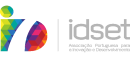 idset
Associação Portuguesa para
a Inovação e Desenvolvimento